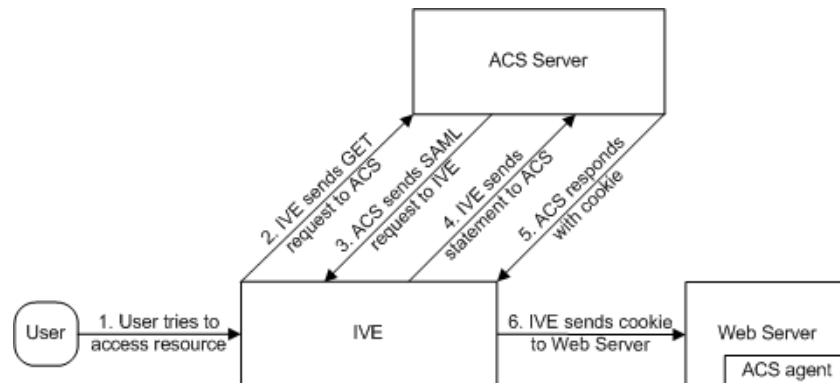 ACS Server
2. IVE sends GET
request to ACS
3. ACS sends SAML
request to IVE
4. IVE sends
statement to ACS
5. ACS responds
with cookie
User
1. User tries to
access resource
IVE
6. IVE sends cookie
to Web Server
Web Server
ACS agent